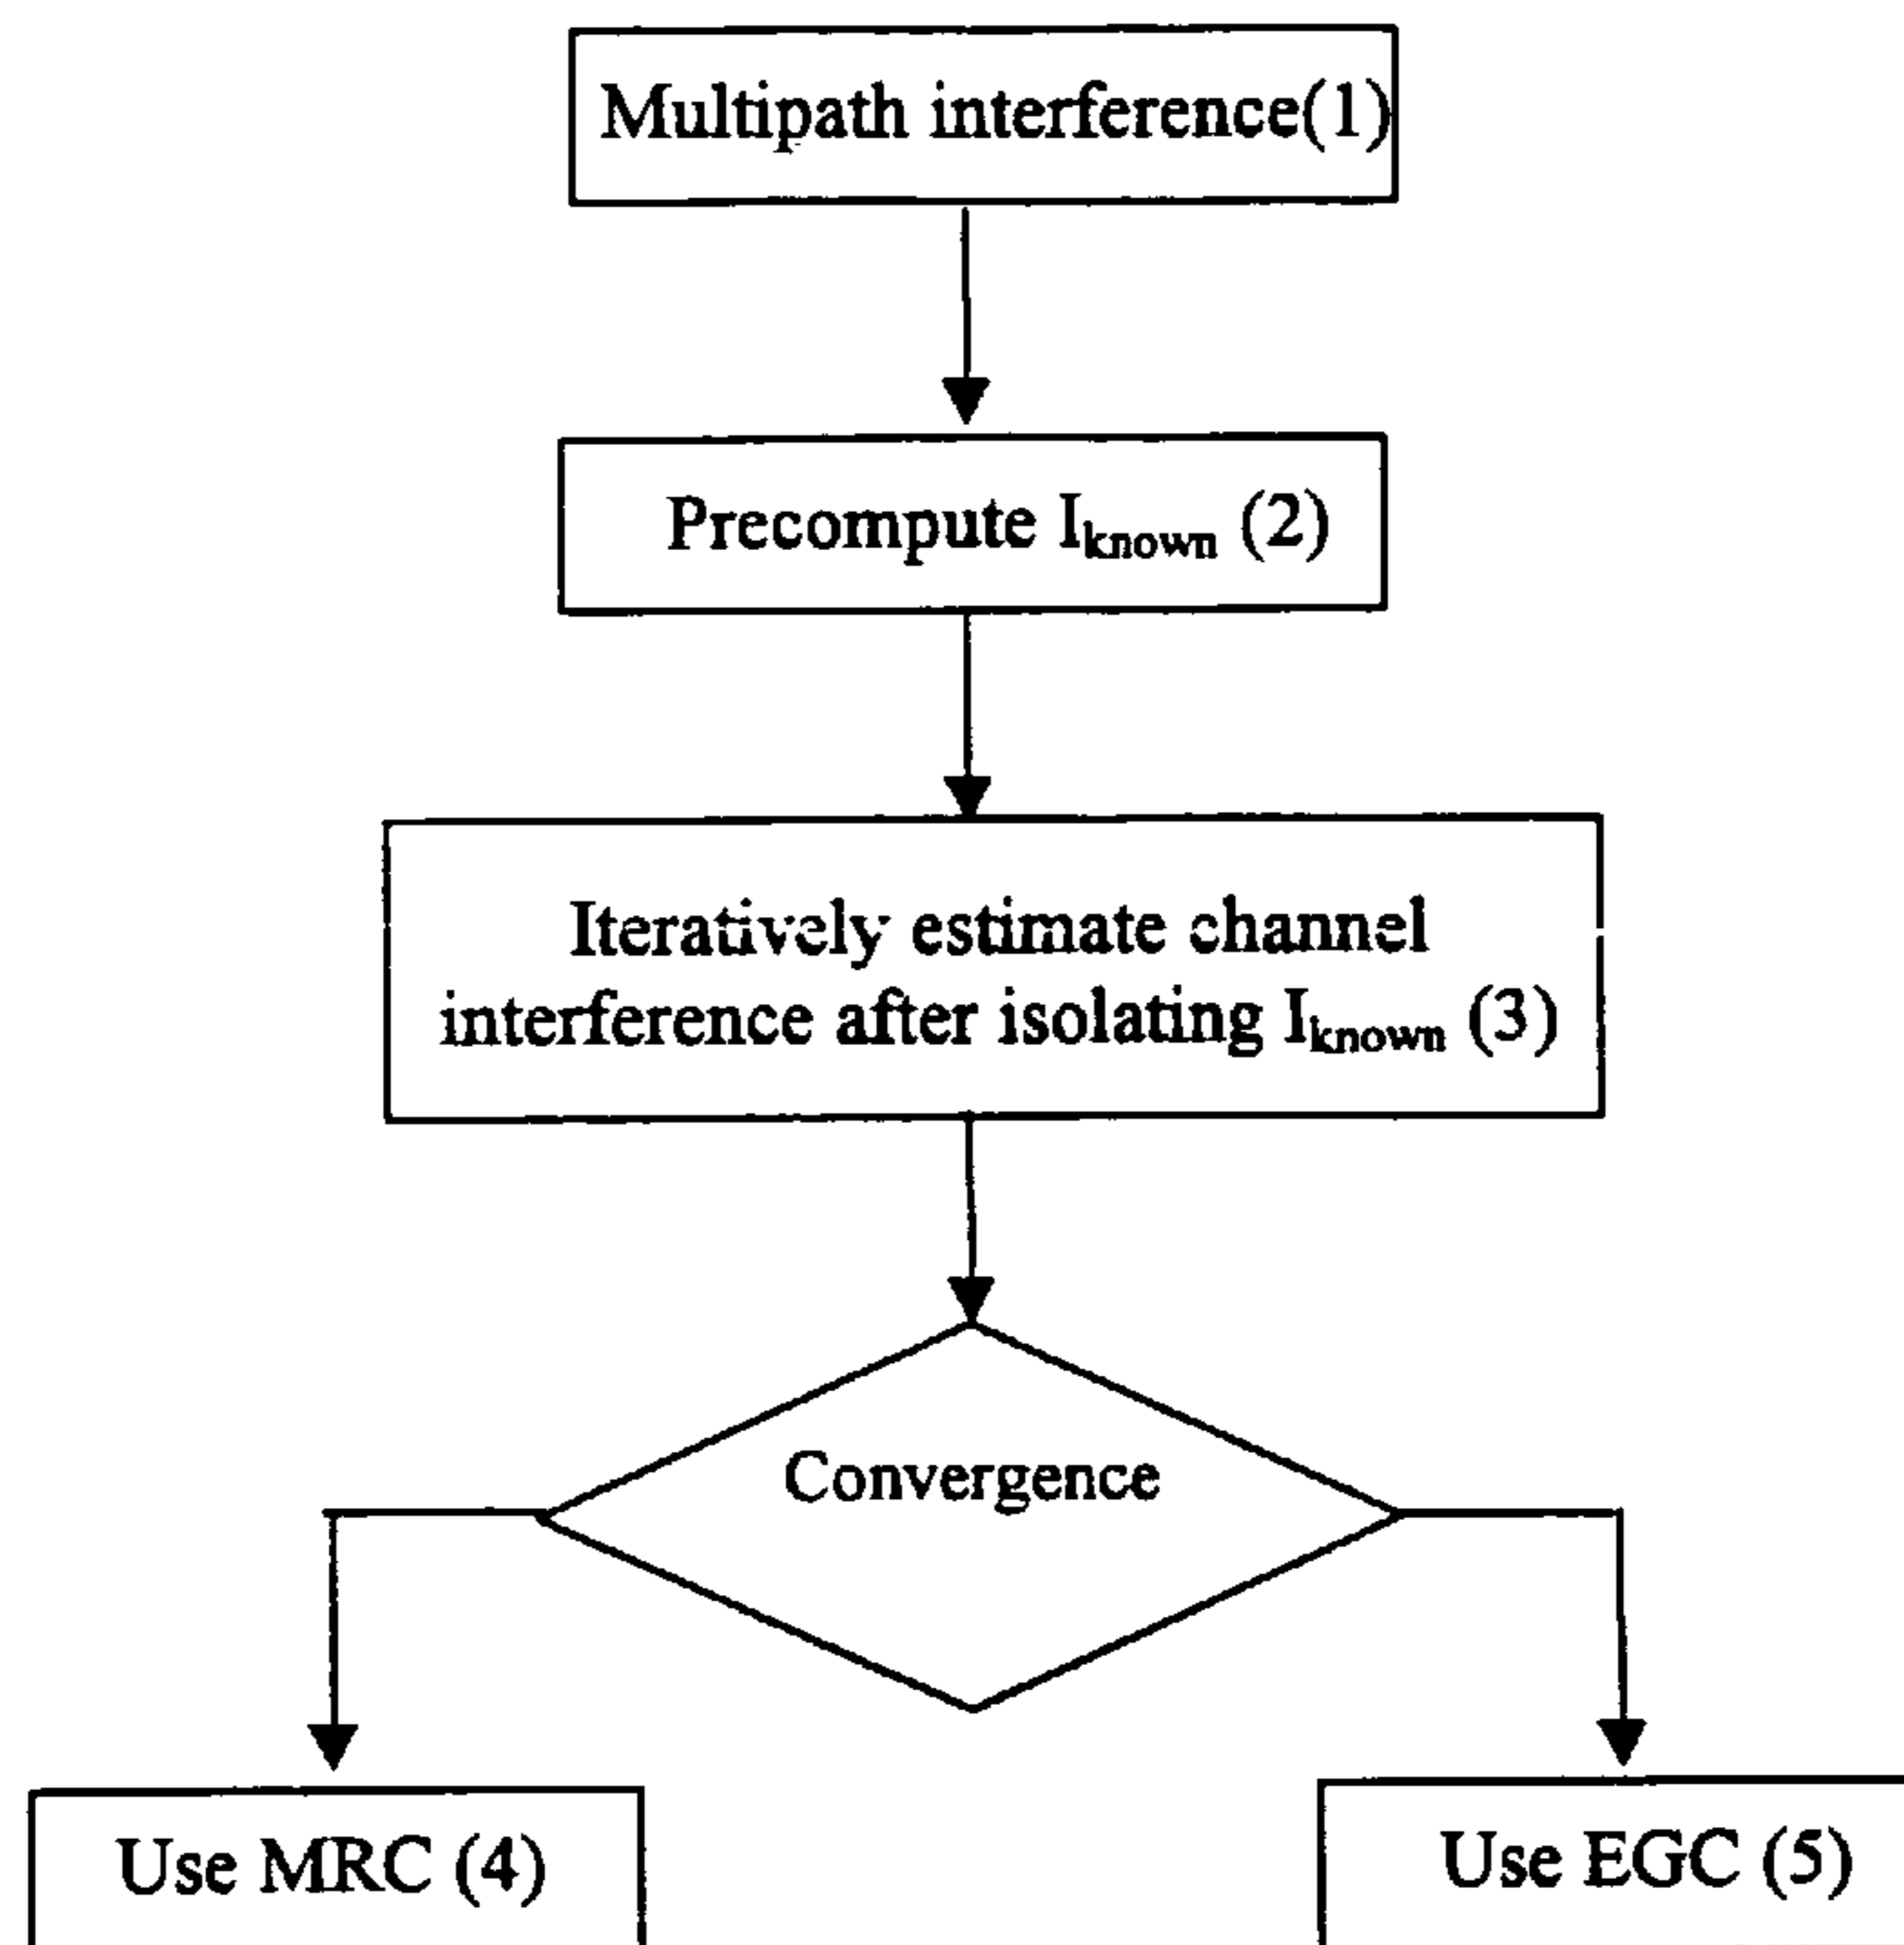 Multipath interference(1)
Precompute Iknown (2)
Iteratively estimate channel
interference after isolating Iknown (3)
Convergence
Use MRC (4)
Use EGC (5)